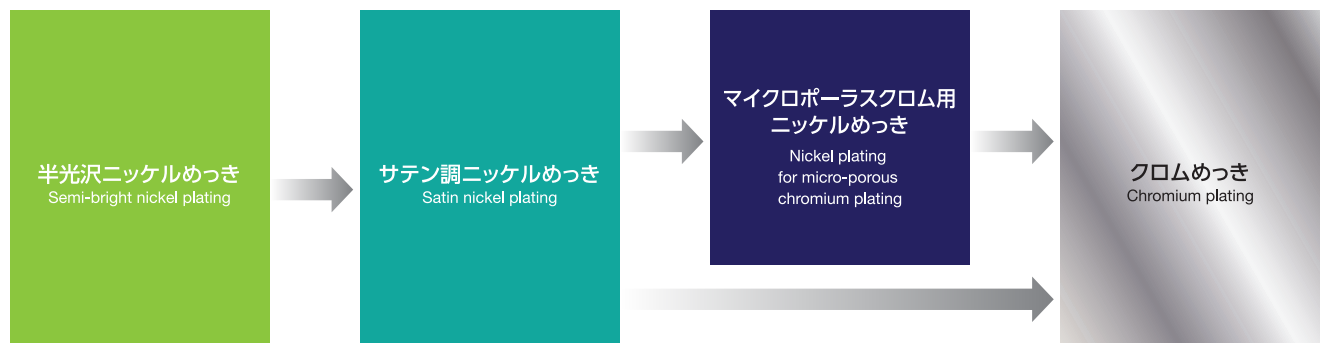 半光沢ニッケルめっき
Semi-bright nickel plating
サテン調ニッケルめっき
Satin nickel plating
マイクロポーラスクロム用
ニッケルめっき
Nickel plating
for micro-porous
chromium plating
クロムめっき
Chromium plating